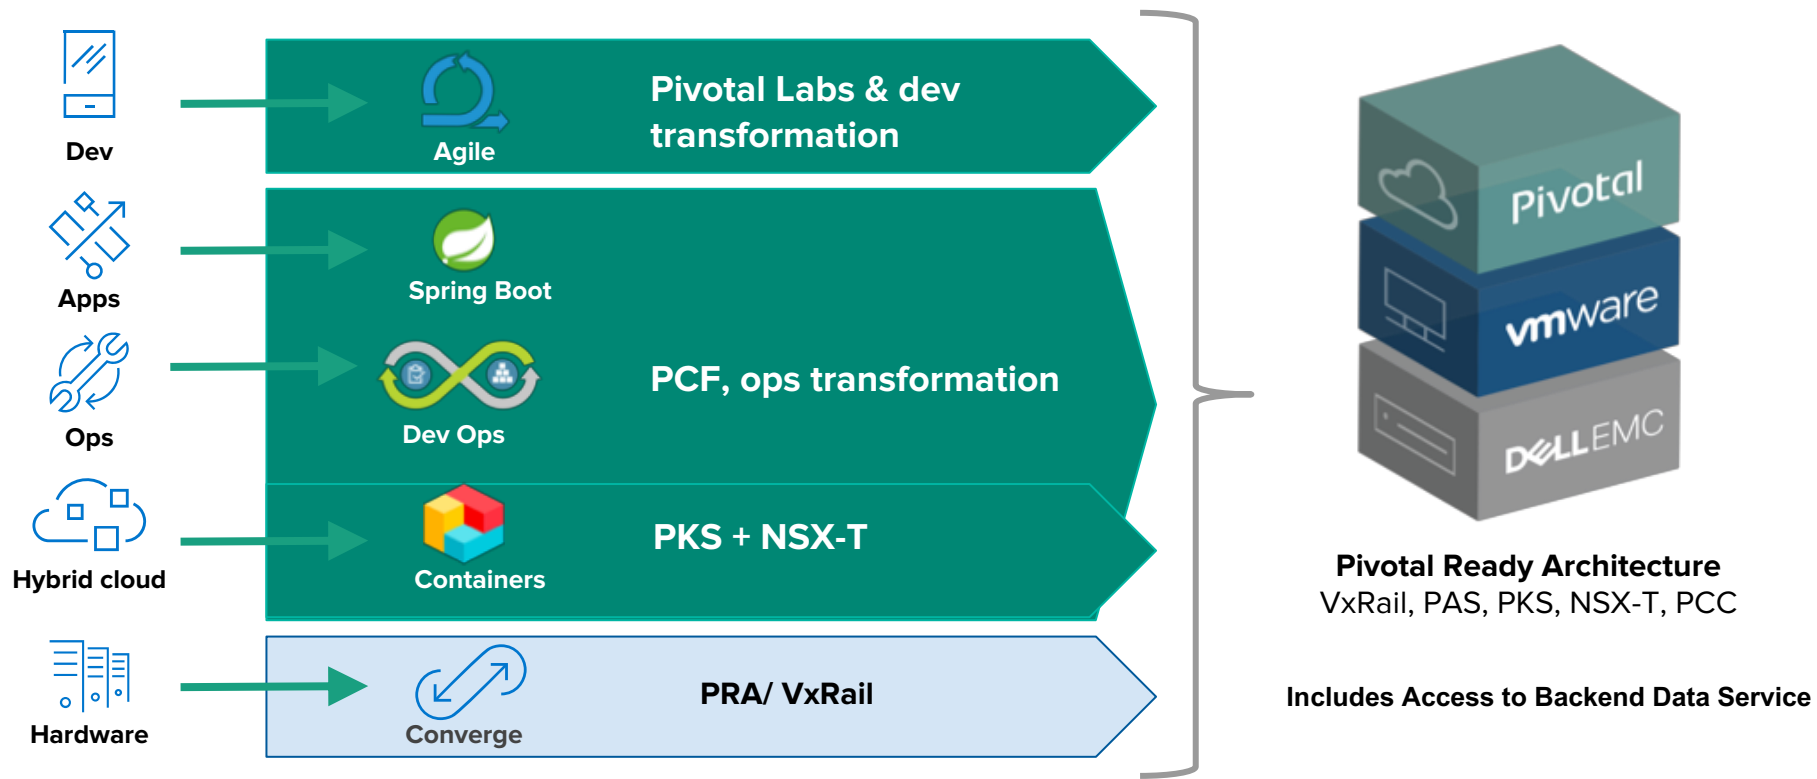 Dev
Agile
Pivotal Labs & dev
transformation
Apps
Spring Boot
Ops
Dev Ops
PCF, ops transformation
Hybrid cloud
Containers
PKS + NSX-T
Hardware
Converge
PRA/ VxRail
Pivotal
vmware
DELLEMC
Pivotal Ready Architecture
VxRail, PAS, PKS, NSX-T, PCC
Includes Access to Backend Data Service